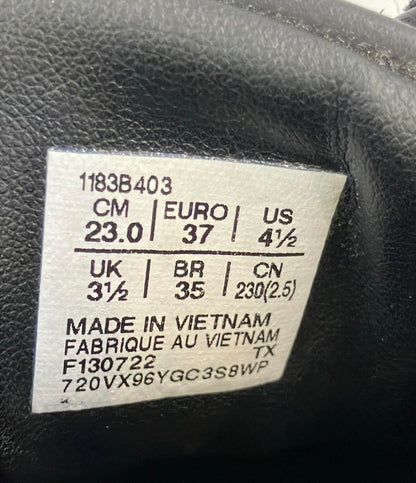 1183B403
CM | EURO | US
23.0 | 37 | 4½
UK | BR | CN
3½ | 35 | 230(2.5)
MADE IN VIETNAM
FABRIQUE AU VIETNAM
F130722 TX
720VX96YGC3S8WP